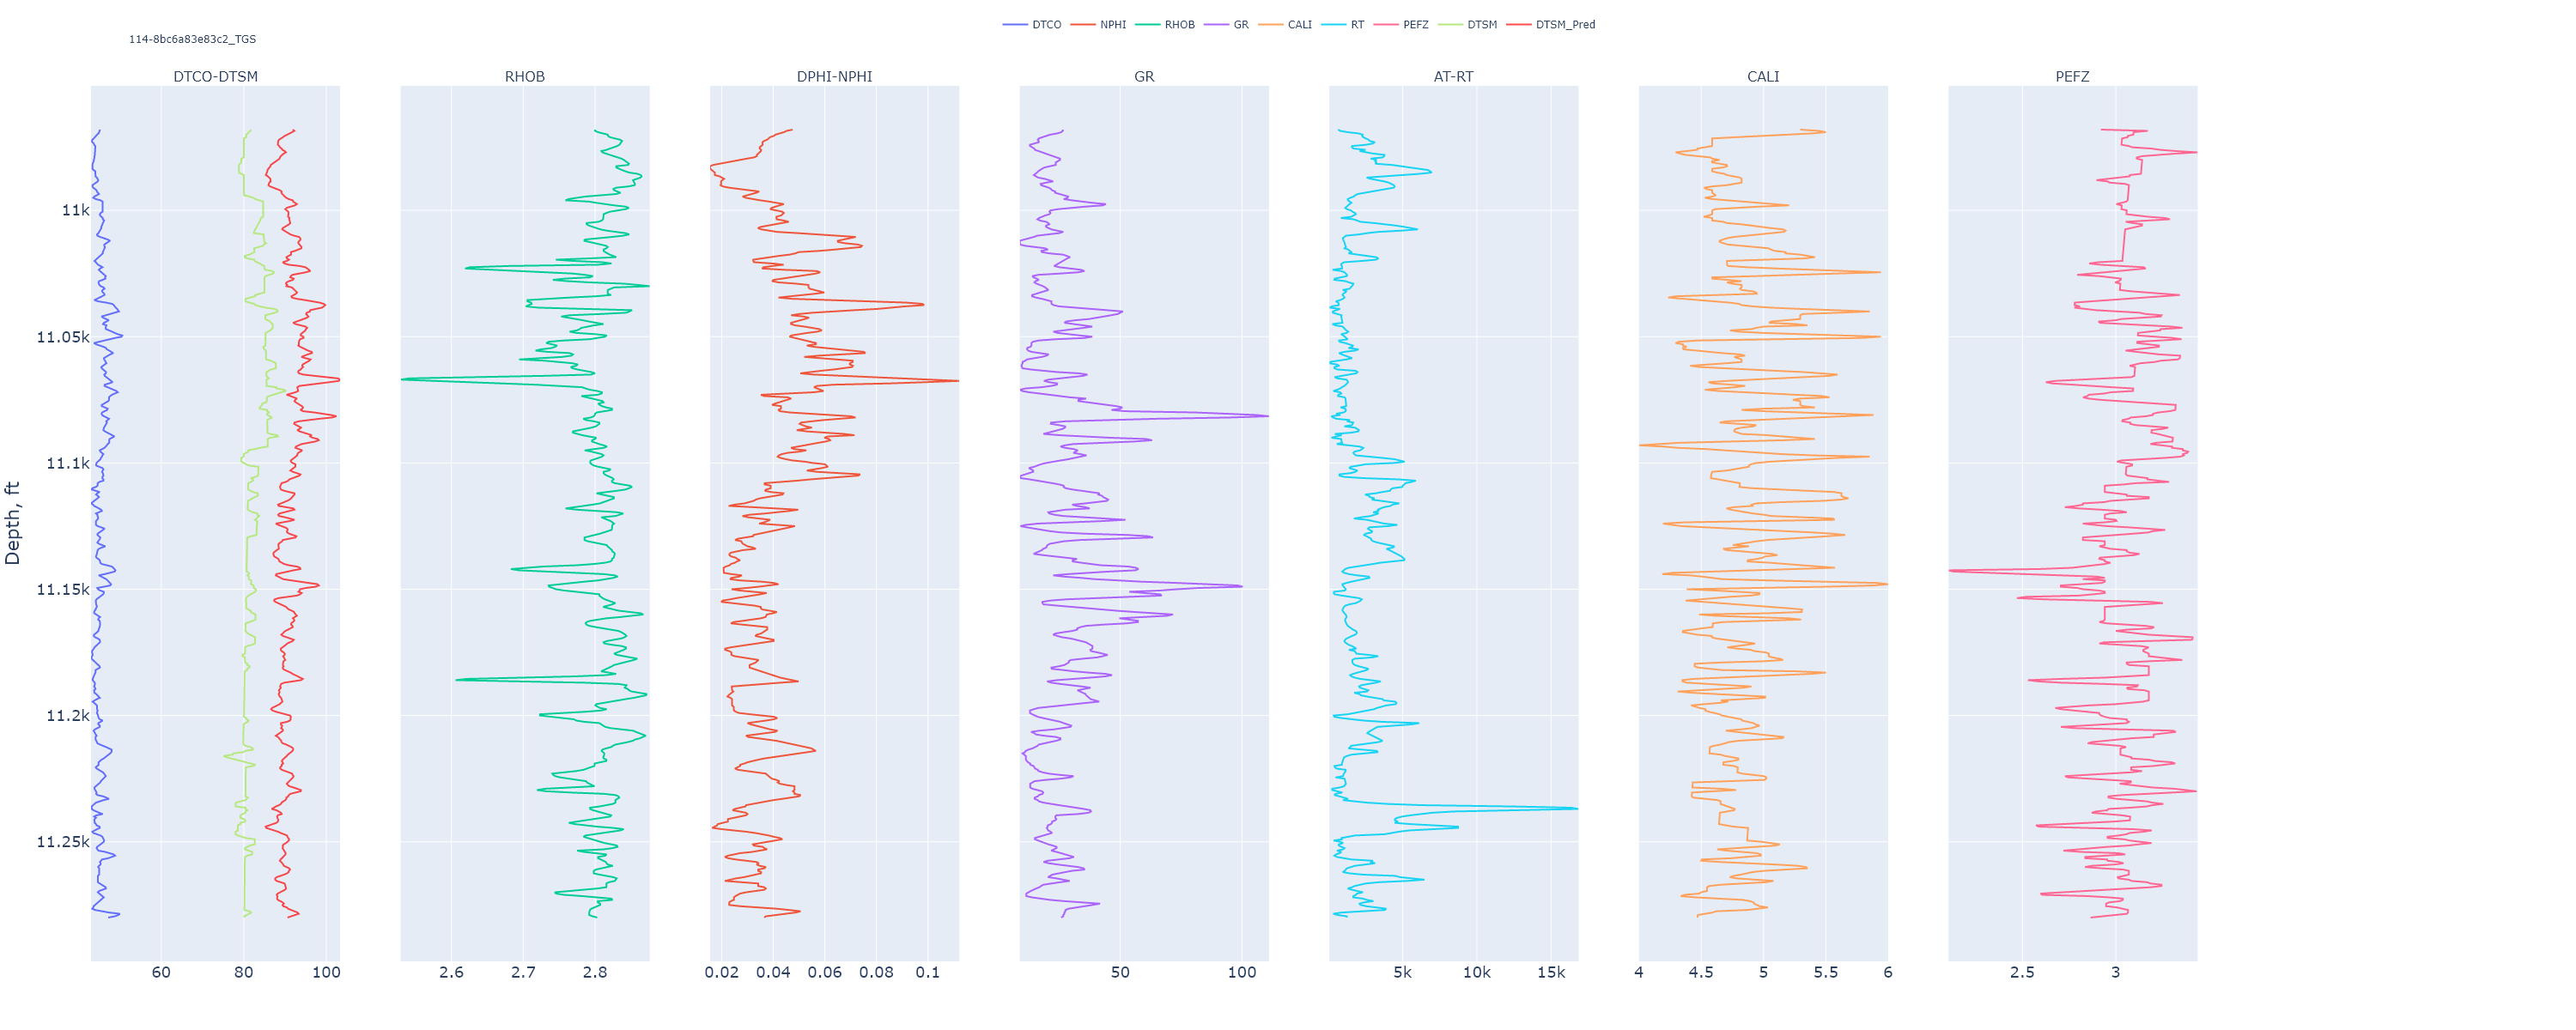 DTCO NPHI RHOB GR CALI RT PEFZ DTSM DTSM_Pred
114-8bc6a83e83c2_TGS
DTCO-DTSM RHOB DPHI-NPHI GR AT-RT CALI PEFZ
11k
11.05k
11.1k
Depth, ft
11.15k
11.2k
11.25k
60 80 100 2.6 2.7 2.8 0.02 0.04 0.06 0.08 0.1 50 100 5k 10k 15k 4 4.5 5 5.5 6 2.5 3